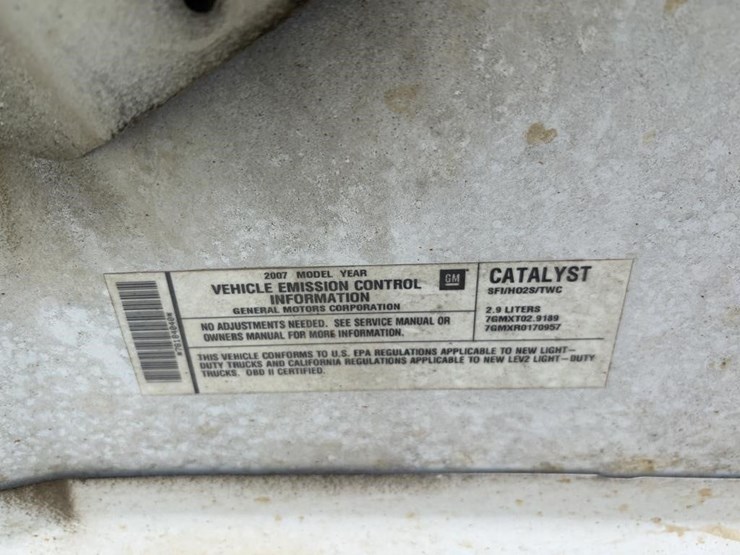 2007 MODEL YEAR
VEHICLE EMISSION CONTROL
INFORMATION
GENERAL MOTORS CORPORATION
GM
NO ADJUSTMENTS NEEDED. SEE SERVICE MANUAL OR
OWNERS MANUAL FOR MORE INFORMATION.
CATALYST
SFI/HO2S/TWC
2.9 LITERS
7GMXT02.9189
7GMXR0170957
THIS VEHICLE CONFORMS TO U.S. EPA REGULATIONS APPLICABLE TO NEW LIGHT-
DUTY TRUCKS AND CALIFORNIA REGULATIONS APPLICABLE TO NEW LEV2 LIGHT-DUTY
TRUCKS. OBD II CERTIFIED.